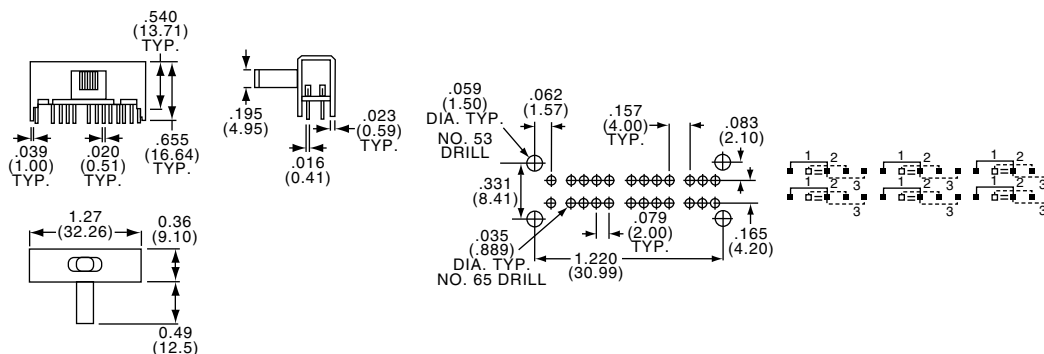 .540
(13.71)
TYP.
.655
(16.64)
TYP.
.039
(1.00)
TYP.
.020
(0.51)
TYP.
.195
(4.95)
.023
(0.59)
TYP.
.016
(0.41)
1.27
(32.26)
0.36
(9.10)
0.49
(12.5)
.059
(1.50)
DIA. TYP.
NO. 53
DRILL
.062
(1.57)
.157
(4.00)
TYP.
.083
(2.10)
.331
(8.41)
.035
(.889)
DIA. TYP.
NO. 65 DRILL
.079
(2.00)
TYP.
.165
(4.20)
1.220
(30.99)
1 2 1 2 1 2
3 3 3
1 2 1 2 1 2
3 3 3